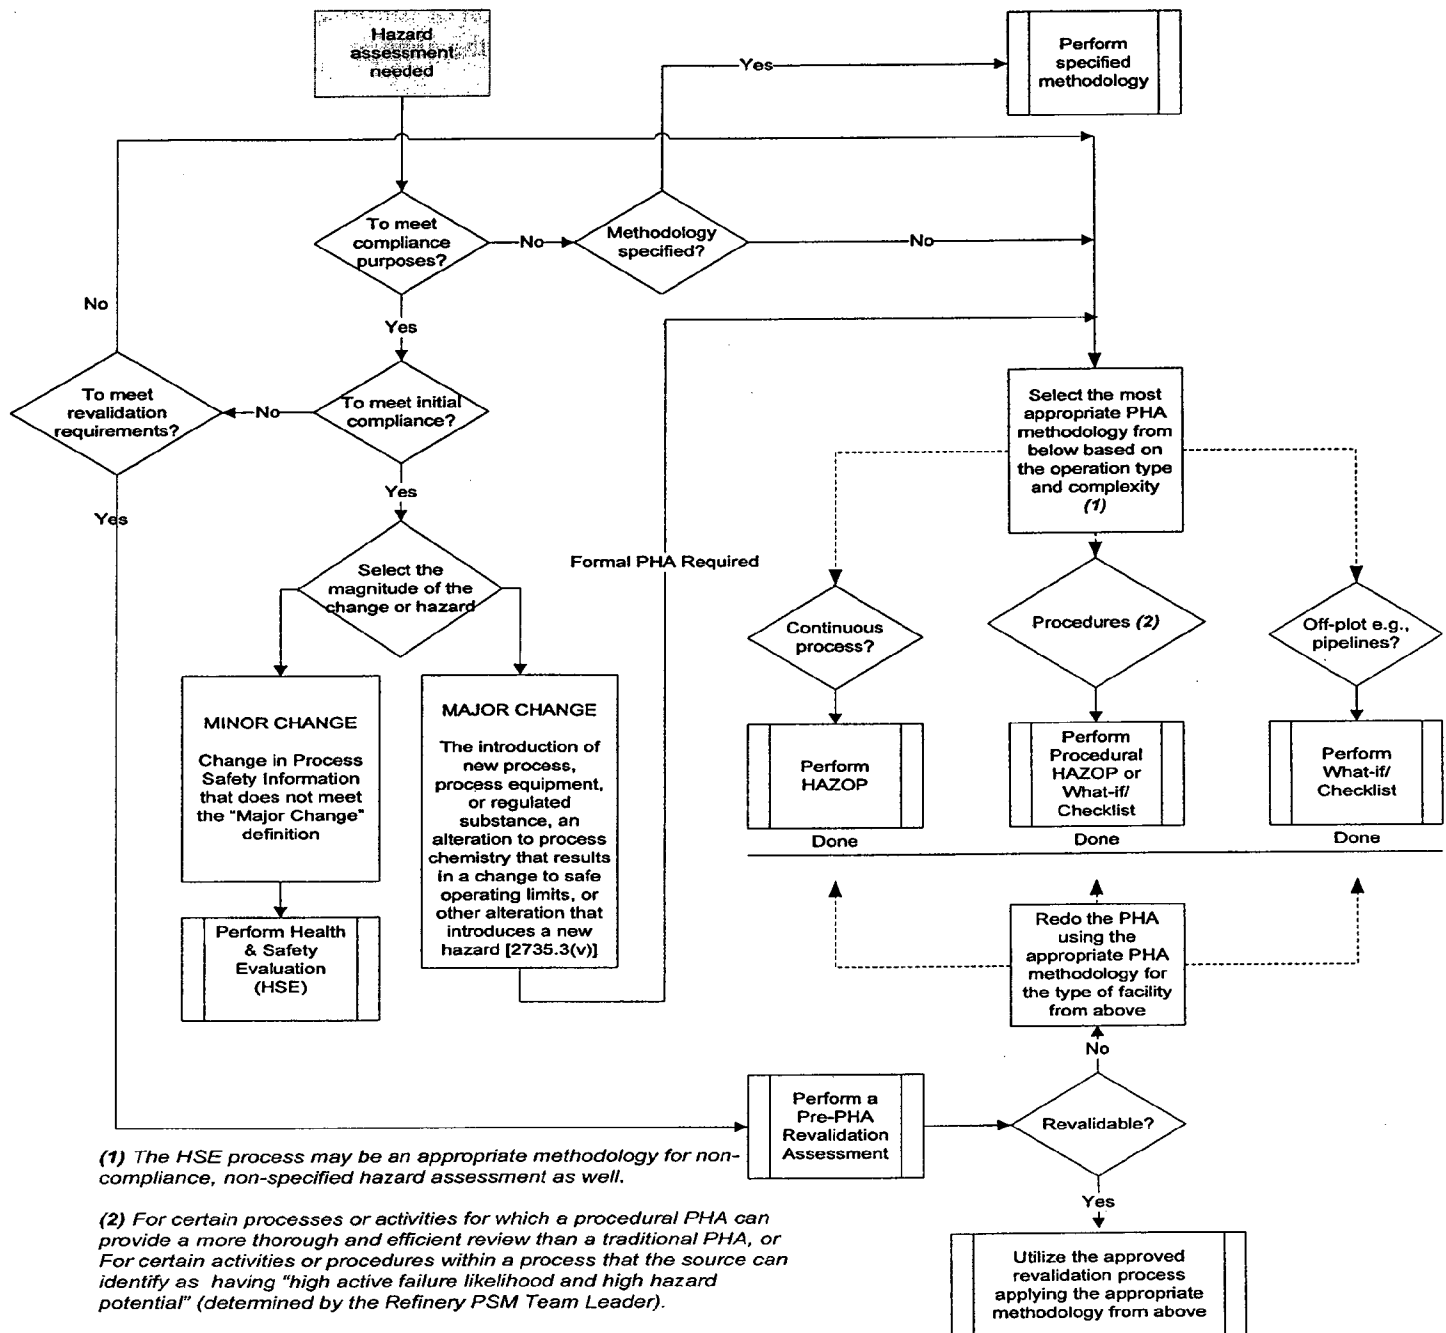 Hazard
assessment
needed
Yes
Perform
specified
methodology
To meet
compliance
purposes?
No
Methodology
specified?
No
No
Yes
To meet
revalidation
requirements?
No
To meet initial
compliance?
Select the most
appropriate PHA
methodology from
below based on
the operation type
and complexity
(1)
Yes
Yes
Select the
magnitude of the
change or hazard
Formal PHA Required
Continuous
process?
Procedures (2)
Off-plot e.g.,
pipelines?
MINOR CHANGE
Change in Process
Safety Information
that does not meet
the "Major Change"
definition
MAJOR CHANGE
The introduction of
new process,
process equipment,
or regulated
substance, an
alteration to process
chemistry that results
in a change to safe
operating limits, or
other alteration that
introduces a new
hazard [2735.3(v)]
Perform
HAZOP
Perform
Procedural
HAZOP or
What-if/
Checklist
Perform
What-if/
Checklist
Done
Done
Done
Perform Health
& Safety
Evaluation
(HSE)
Redo the PHA
using the
appropriate PHA
methodology for
the type of facility
from above
No
Perform a
Pre-PHA
Revalidation
Assessment
Revalidable?
Yes
Utilize the approved
revalidation process
applying the appropriate
methodology from above
(1) The HSE process may be an appropriate methodology for non-
compliance, non-specified hazard assessment as well.
(2) For certain processes or activities for which a procedural PHA can
provide a more thorough and efficient review than a traditional PHA, or
For certain activities or procedures within a process that the source can
identify as having "high active failure likelihood and high hazard
potential" (determined by the Refinery PSM Team Leader).